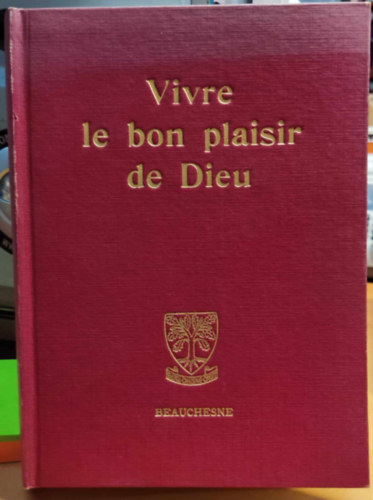 Vivre
le bon plaisir
de Dieu
BEAUCHESNE